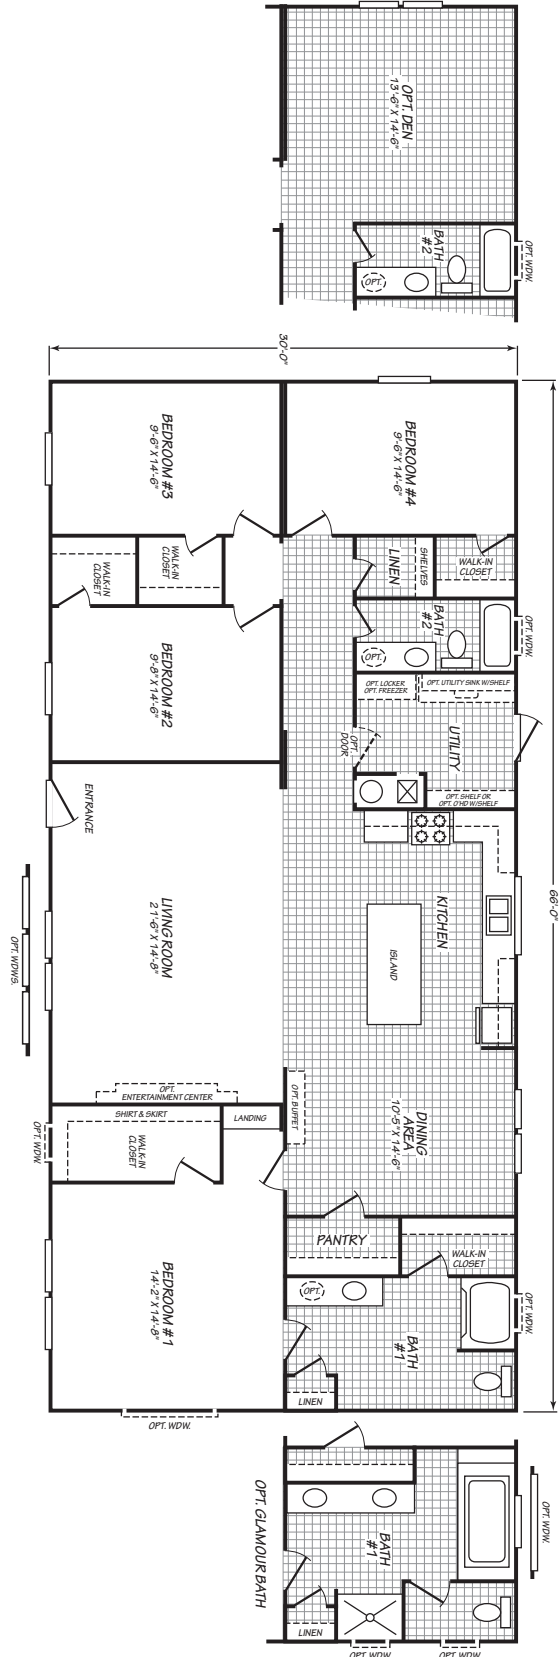 OPT. DEN
13'-6" X 14'-6"
BATH
#2
OPT.
OPT. WDW.
30'-0"
66'-0"
BEDROOM #4
9'-6" X 14'-6"
BEDROOM #3
9'-6" X 14'-6"
WALK-IN
CLOSET
WALK-IN
CLOSET
LINEN
SHELVES
WALK-IN
CLOSET
BATH
#2
OPT.
OPT. WDW.
BEDROOM #2
9'-8" X 14'-6"
OPT. LOCKER
OPT. FREEZER
OPT. UTILITY SINK W/SHELF
UTILITY
OPT.
DOOR
OPT. SHELF OR
OPT. O'HD W/SHELF
ENTRANCE
LIVING ROOM
21'-6" X 14'-8"
OPT. WDWS.
KITCHEN
ISLAND
OPT.
ENTERTAINMENT CENTER
OPT. BUFFET
DINING
AREA
10'-5" X 14'-6"
SHIRT & SKIRT
WALK-IN
CLOSET
LANDING
OPT. WDW.
PANTRY
WALK-IN
CLOSET
BEDROOM #1
14'-2" X 14'-8"
OPT.
BATH
#1
LINEN
OPT. WDW.
OPT. WDW.
OPT. GLAMOUR BATH
BATH
#1
LINEN
OPT. WDW.
OPT. WDW.
OPT. WDW.